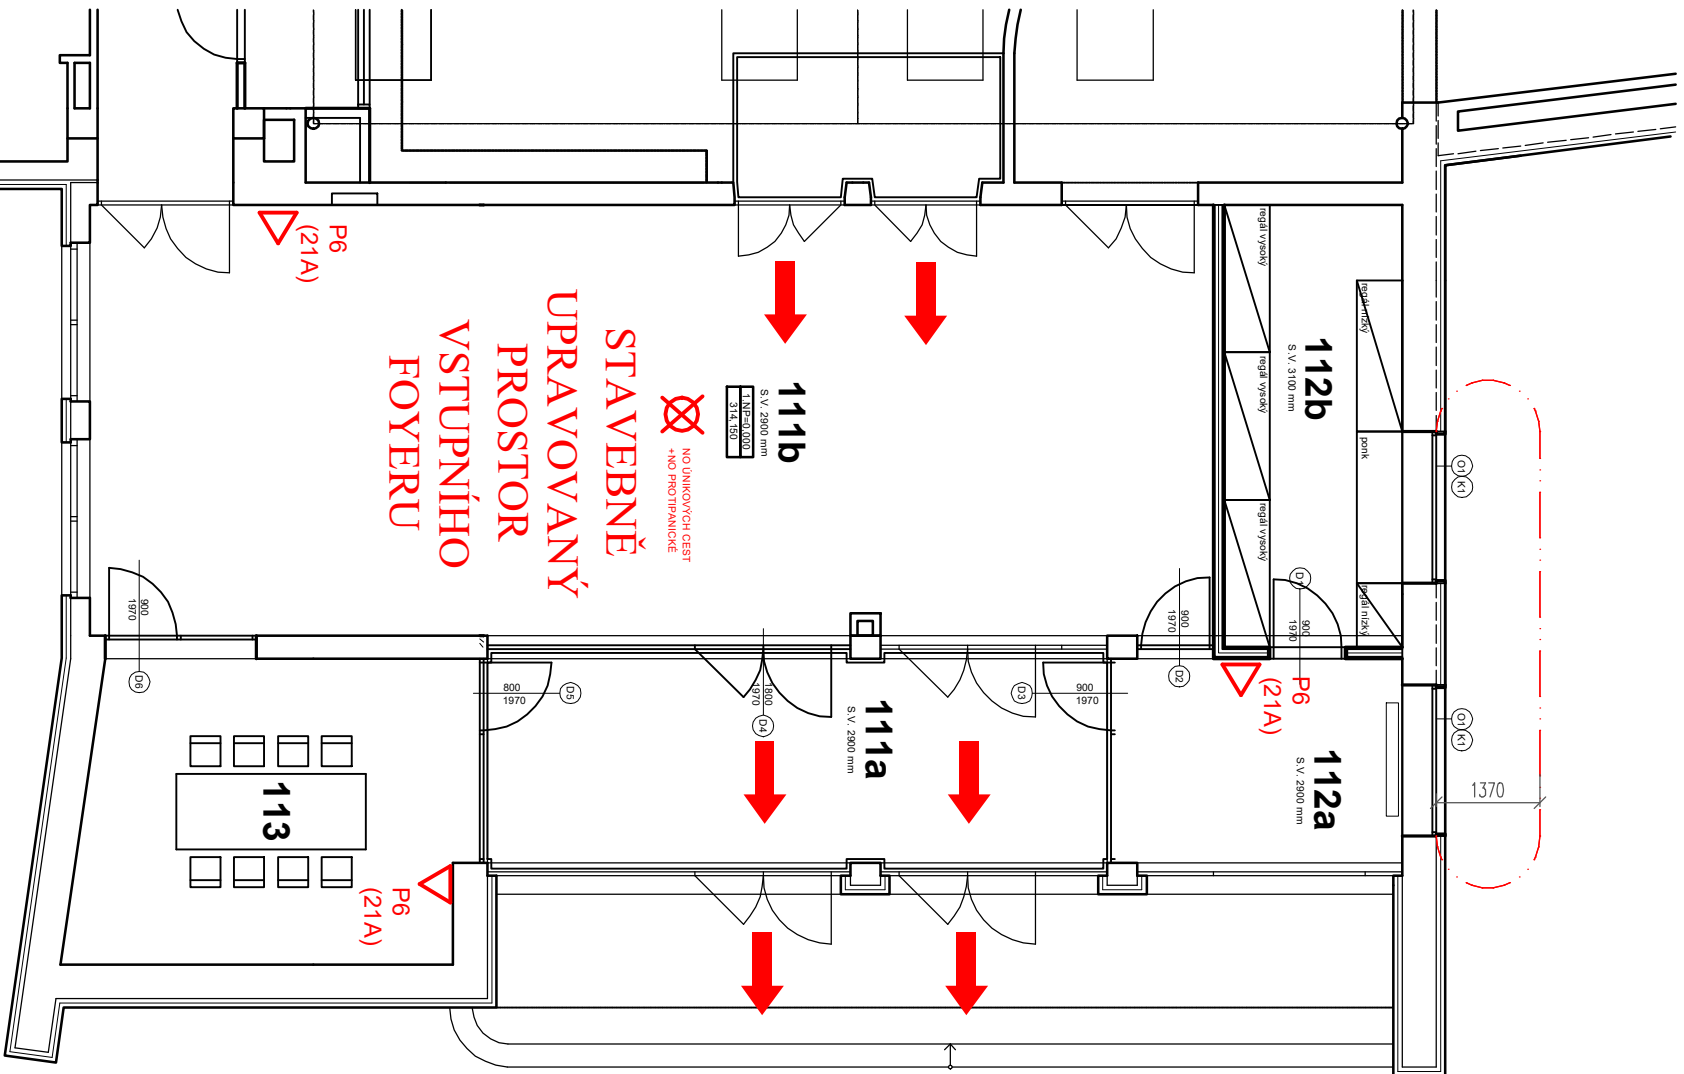 P6
(21A)
STAVEBNĚ
UPRAVOVANÝ
PROSTOR
VSTUPNÍHO
FOYERU
NO ÚNIKOVÝCH CEST
+NO PROTIPANICKÉ
111b
S.V. 2900 mm
1.NP=0,000
314,150
112b
S.V. 3100 mm
regál vysoký
regál vysoký
regál vysoký
regál nízký
ponk
regál nízký
O1
K1
O1
K1
1370
D1
900
1970
D2
900
1970
P6
(21A)
112a
S.V. 2900 mm
D3
900
1970
111a
S.V. 2900 mm
D4
1800
1970
D5
800
1970
D6
900
1970
113
P6
(21A)